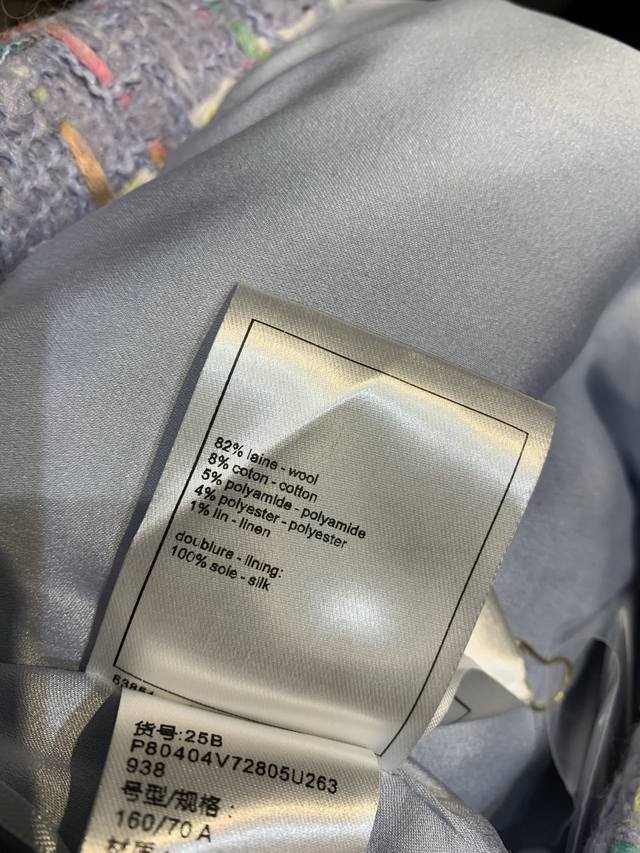 82% laine - wool
8% coton - cotton
5% polyamide - polyamide
4% polyester - polyester
1% lin - linen
doublure - lining:
100% soie - silk
货号:25B
P80404V72805U263
938
号型/规格：
160/70 A